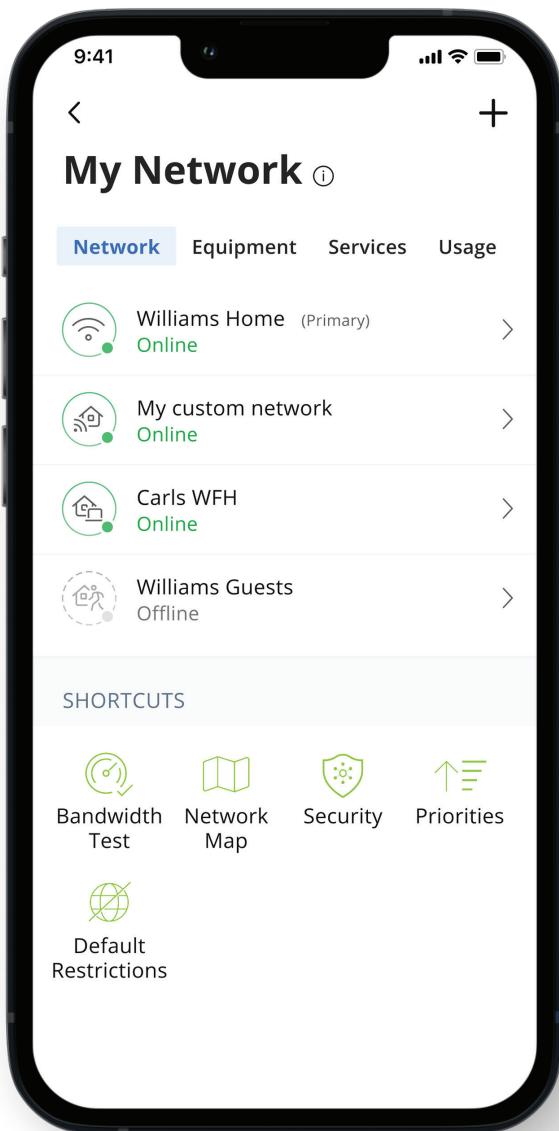 9:41
My Network
Network Equipment Services Usage
Williams Home (Primary)
Online
My custom network
Online
Carls WFH
Online
Williams Guests
Offline
SHORTCUTS
Bandwidth Test
Network Map
Security
Priorities
Default Restrictions